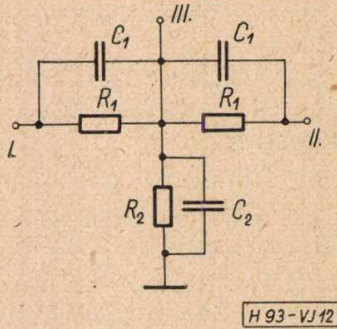 III.
C1 C1
R1 R1
I. II.
R2 C2
H 93-VJ 12